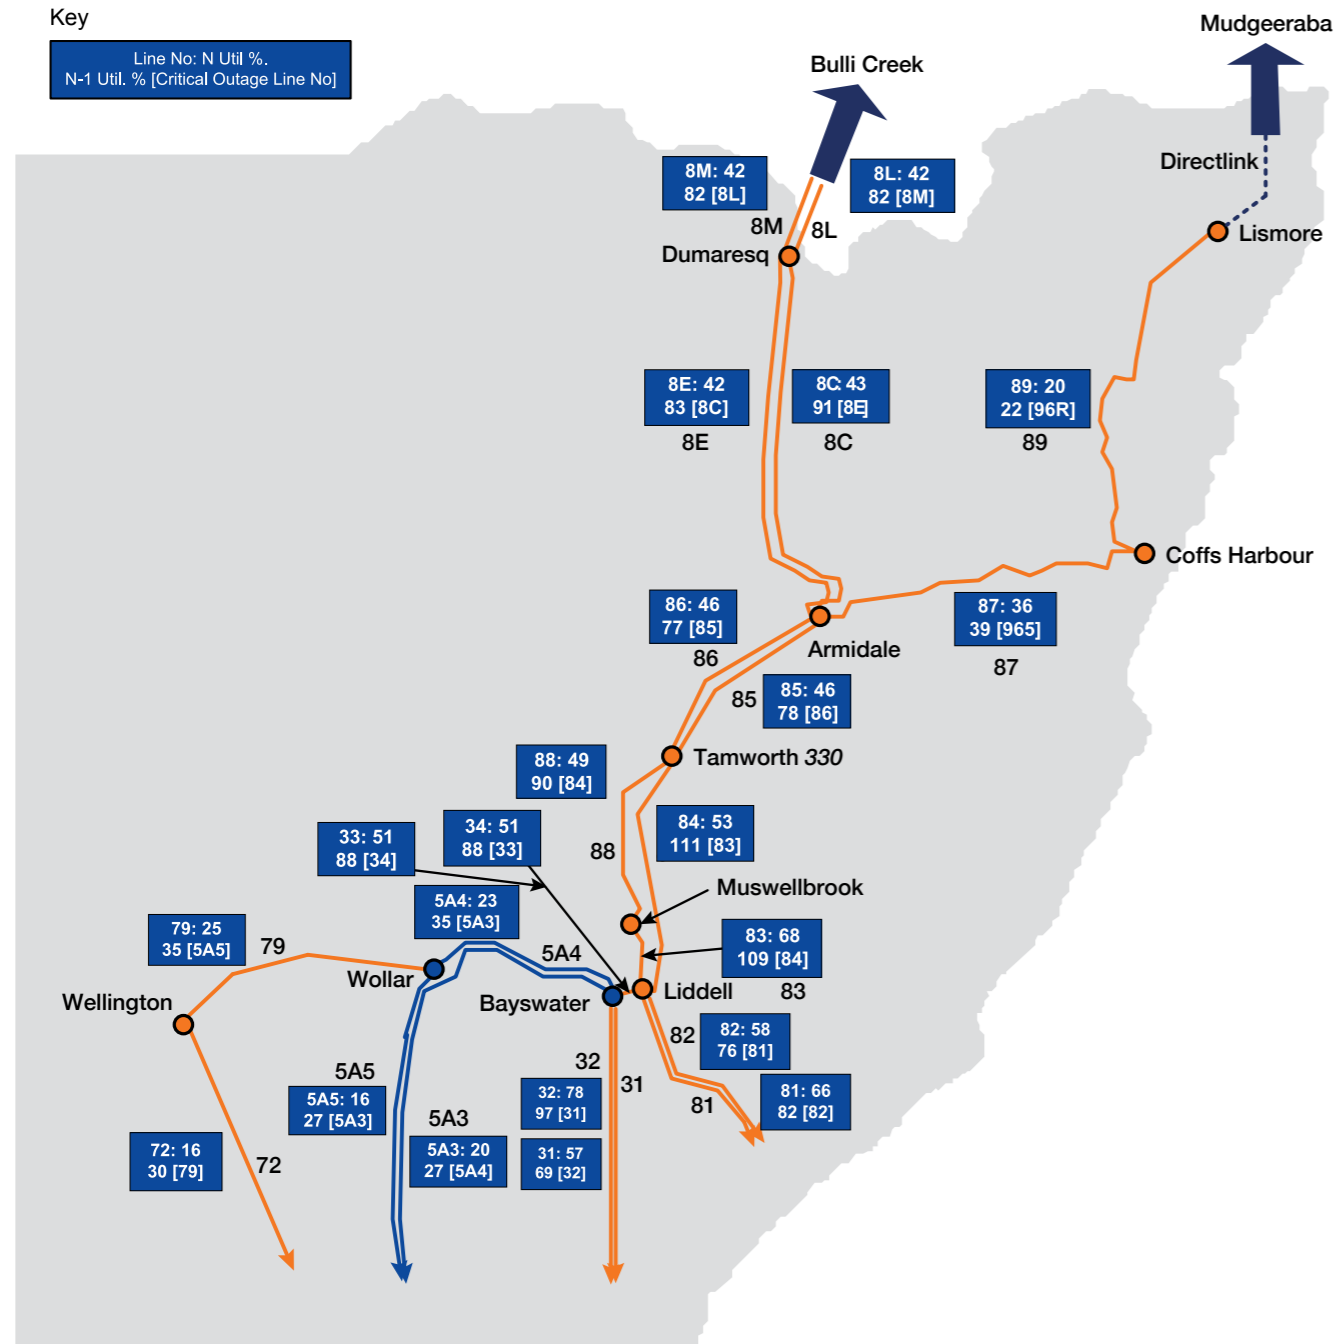 Key
Line No: N Util %.
N-1 Util. % [Critical Outage Line No]
Mudgeeraba
Bulli Creek
Directlink
8M: 42
82 [8L]
8L: 42
82 [8M]
8M
8L
Dumaresq
Lismore
8E: 42
83 [8C]
8E
8C: 43
91 [8E]
8C
89: 20
22 [96R]
89
Coffs Harbour
86: 46
77 [85]
86
Armidale
87: 36
39 [965]
87
85
85: 46
78 [86]
Tamworth 330
88: 49
90 [84]
33: 51
88 [34]
34: 51
88 [33]
88
84: 53
111 [83]
Muswellbrook
5A4: 23
35 [5A3]
79: 25
35 [5A5]
79
5A4
83: 68
109 [84]
83
Wollar
Wellington
Bayswater
Liddell
82
82: 58
76 [81]
32
31
81
81: 66
82 [82]
5A5
5A5: 16
27 [5A3]
5A3
5A3: 20
27 [5A4]
32: 78
97 [31]
31: 57
69 [32]
72: 16
30 [79]
72